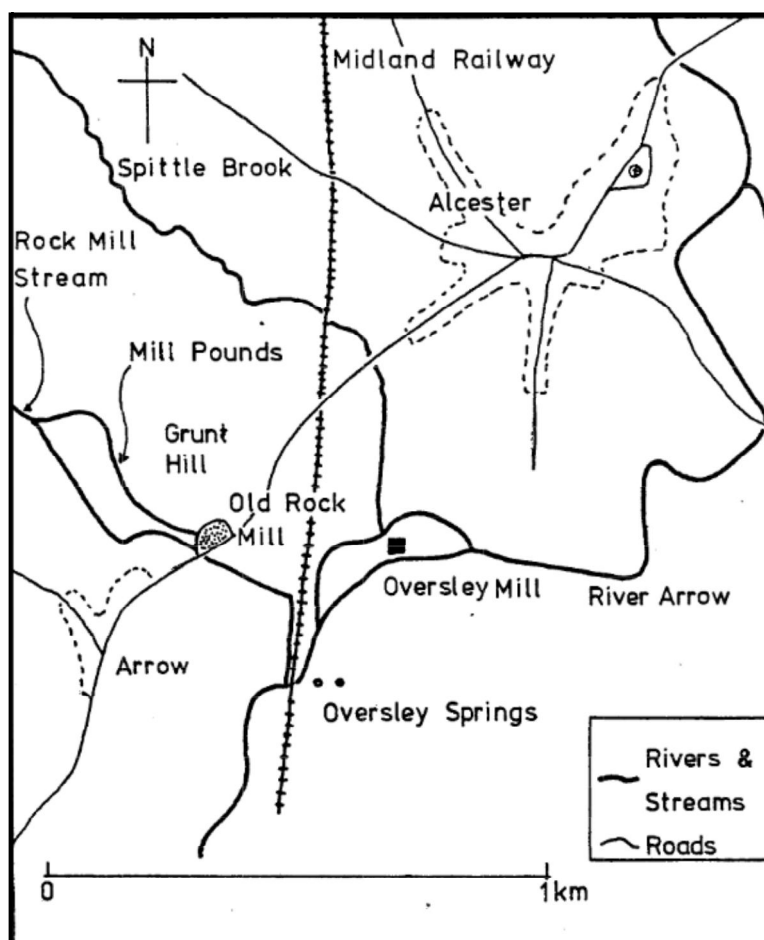 N
Midland Railway
Spittle Brook
Alcester
Rock Mill
Stream
Mill Pounds
Grunt
Hill
Old Rock
Mill
Oversley Mill
River Arrow
Arrow
Oversley Springs
Rivers &
Streams
Roads
0
1km